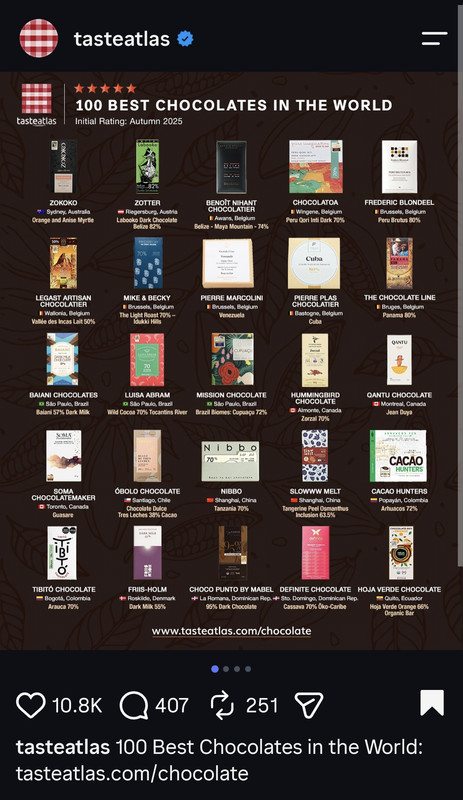 tasteatlas
tasteatlas
100 BEST CHOCOLATES IN THE WORLD
Initial Rating: Autumn 2025
ZOKOKO
Sydney, Australia
Orange and Anise Myrtle
ZOTTER
Riegersburg, Austria
Labooko Dark Chocolate
Belize 82%
BENOÎT NIHANT
CHOCOLATIER
Awans, Belgium
Belize - Maya Mountain - 74%
CHOCOLATOA
Wingene, Belgium
Peru Qori Inti Dark 70%
FREDERIC BLONDEEL
Brussels, Belgium
Peru Brutus 80%
LEGAST ARTISAN
CHOCOLATIER
Wallonia, Belgium
Vallée des Incas Lait 50%
MIKE & BECKY
Brussels, Belgium
The Light Roast 70% –
Idukki Hills
PIERRE MARCOLINI
Brussels, Belgium
Venezuela
Cuba
PIERRE PLAS
CHOCOLATIER
Bastogne, Belgium
Cuba
THE CHOCOLATE LINE
Bruges, Belgium
Panama 80%
BAIANI CHOCOLATES
São Paulo, Brazil
Baiani 57% Dark Milk
LUISA ABRAM
São Paulo, Brazil
Wild Cocoa 70% Tocantins River
CUPUAÇU
MISSION CHOCOLATE
São Paulo, Brazil
Brazil Biomes: Cupuaçu 72%
HUMMINGBIRD
CHOCOLATE
Almonte, Canada
Zorzal 70%
QANTU
QANTU CHOCOLATE
Montreal, Canada
Jean Duya
SOMA
SOMA
CHOCOLATEMAKER
Toronto, Canada
Guasare
ÓBOLO CHOCOLATE
Santiago, Chile
Chocolate Dulce
Tres Leches 38% Cacao
Nibbo
70%
NIBBO
Shanghai, China
Tanzania 70%
SLOWWW MELT
Shanghai, China
Tangerine Peel Osmanthus
Inclusion 63.5%
CACAO
HUNTERS
CACAO HUNTERS
Popayán, Colombia
Arhuacos 72%
TIBITÓ CHOCOLATE
Bogotá, Colombia
Arauca 70%
FRIIS-HOLM
Roskilde, Denmark
Dark Milk 55%
CHOCO PUNTO BY MABEL
La Romana, Dominican Rep.
95% Dark Chocolate
DEFINITE CHOCOLATE
Sto. Domingo, Dominican Rep.
Cassava 70% Öko-Caribe
HOJA VERDE CHOCOLATE
Quito, Ecuador
Hoja Verde Orange 66%
Organic Bar
www.tasteatlas.com/chocolate
10.8K 407 251
tasteatlas 100 Best Chocolates in the World:
tasteatlas.com/chocolate